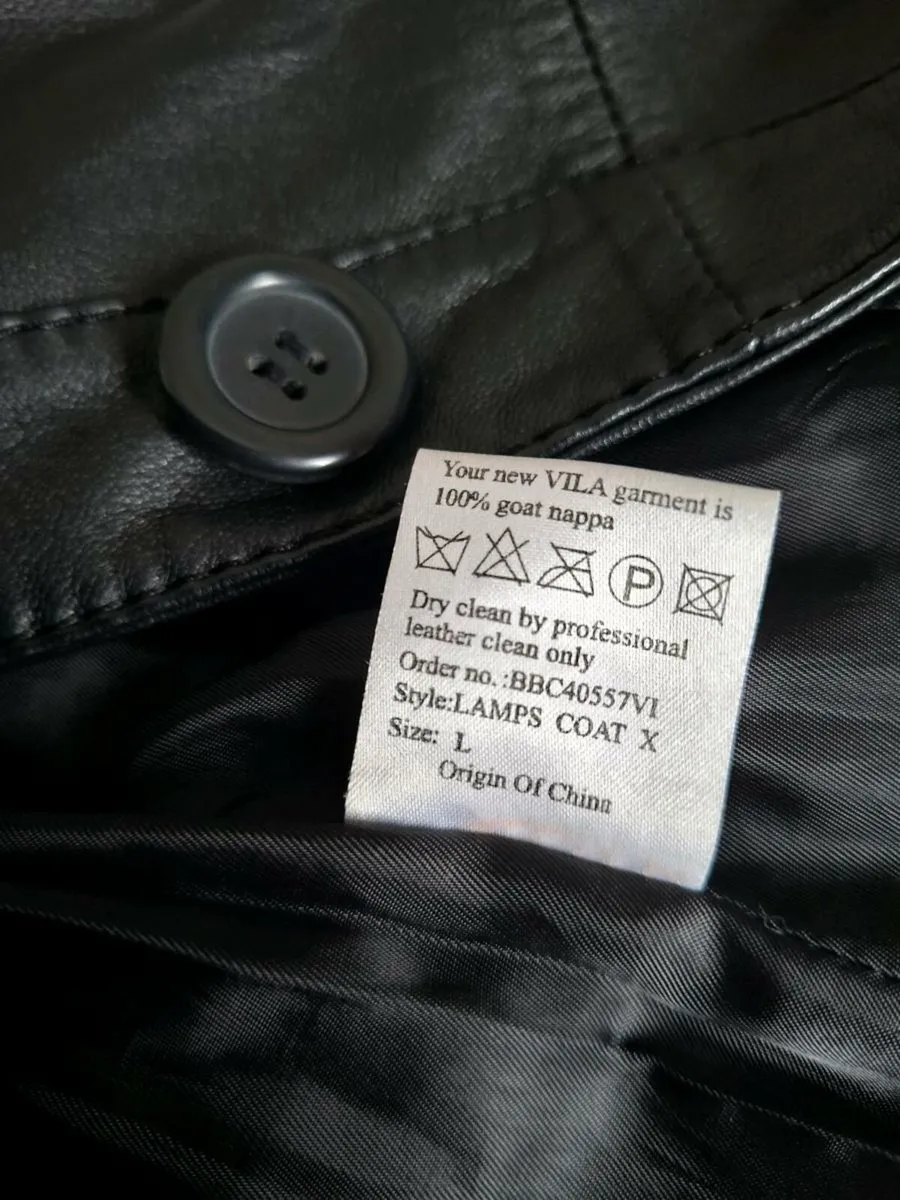 Your new VILA garment is
100% goat nappa
P
Dry clean by professional
leather clean only
Order no.:BBC40557VI
Style:LAMPS COAT X
Size: L
Origin Of China